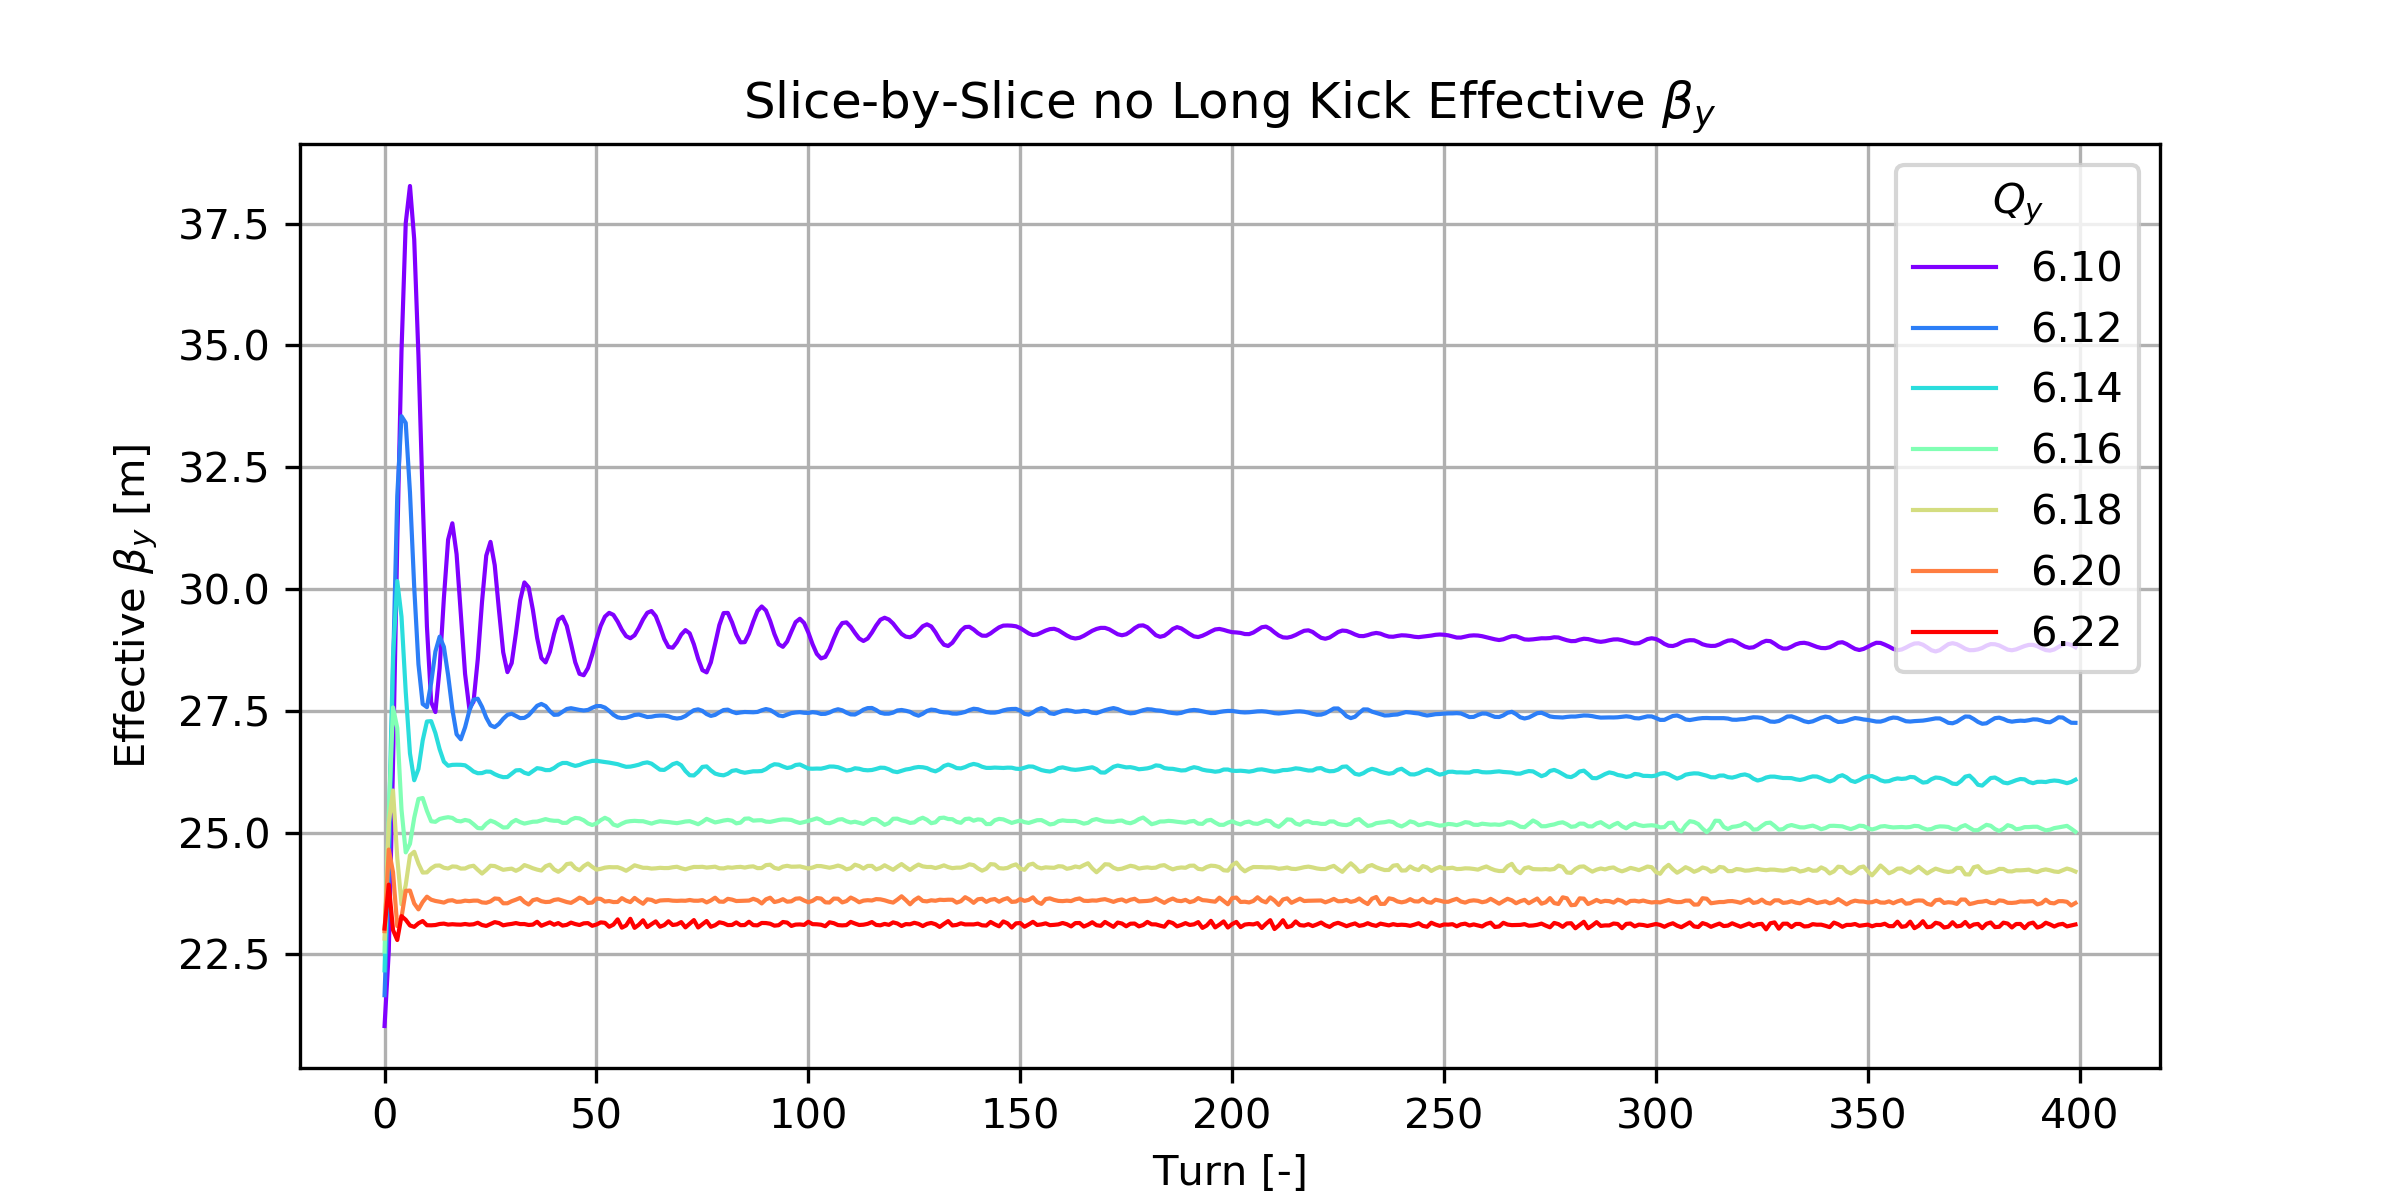 Slice-by-Slice no Long Kick Effective βy
Effective βy [m]
37.5
35.0
32.5
30.0
27.5
25.0
22.5
Qy
6.10
6.12
6.14
6.16
6.18
6.20
6.22
0 50 100 150 200 250 300 350 400
Turn [-]